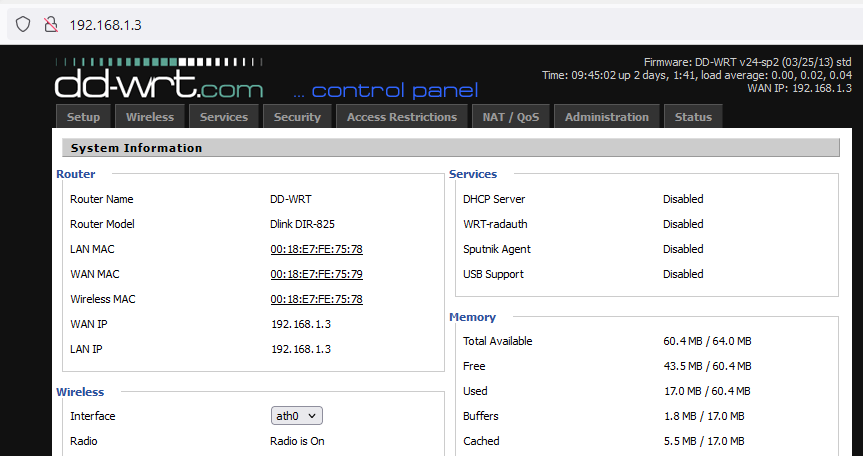 192.168.1.3
Firmware: DD-WRT v24-sp2 (03/25/13) std
Time: 09:45:02 up 2 days, 1:41, load average: 0.00, 0.02, 0.04
WAN IP: 192.168.1.3
dd-wrt.com ... control panel
Setup Wireless Services Security Access Restrictions NAT / QoS Administration Status
System Information
Router
Router Name DD-WRT
Router Model Dlink DIR-825
LAN MAC 00:18:E7:FE:75:78
WAN MAC 00:18:E7:FE:75:79
Wireless MAC 00:18:E7:FE:75:78
WAN IP 192.168.1.3
LAN IP 192.168.1.3
Wireless
Interface ath0
Radio Radio is On
Services
DHCP Server Disabled
WRT-radauth Disabled
Sputnik Agent Disabled
USB Support Disabled
Memory
Total Available 60.4 MB / 64.0 MB
Free 43.5 MB / 60.4 MB
Used 17.0 MB / 60.4 MB
Buffers 1.8 MB / 17.0 MB
Cached 5.5 MB / 17.0 MB